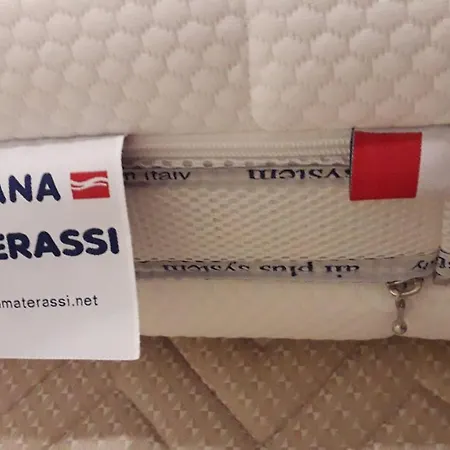 ANA
ERASSI
materassi.net
n italy
system
air plus system